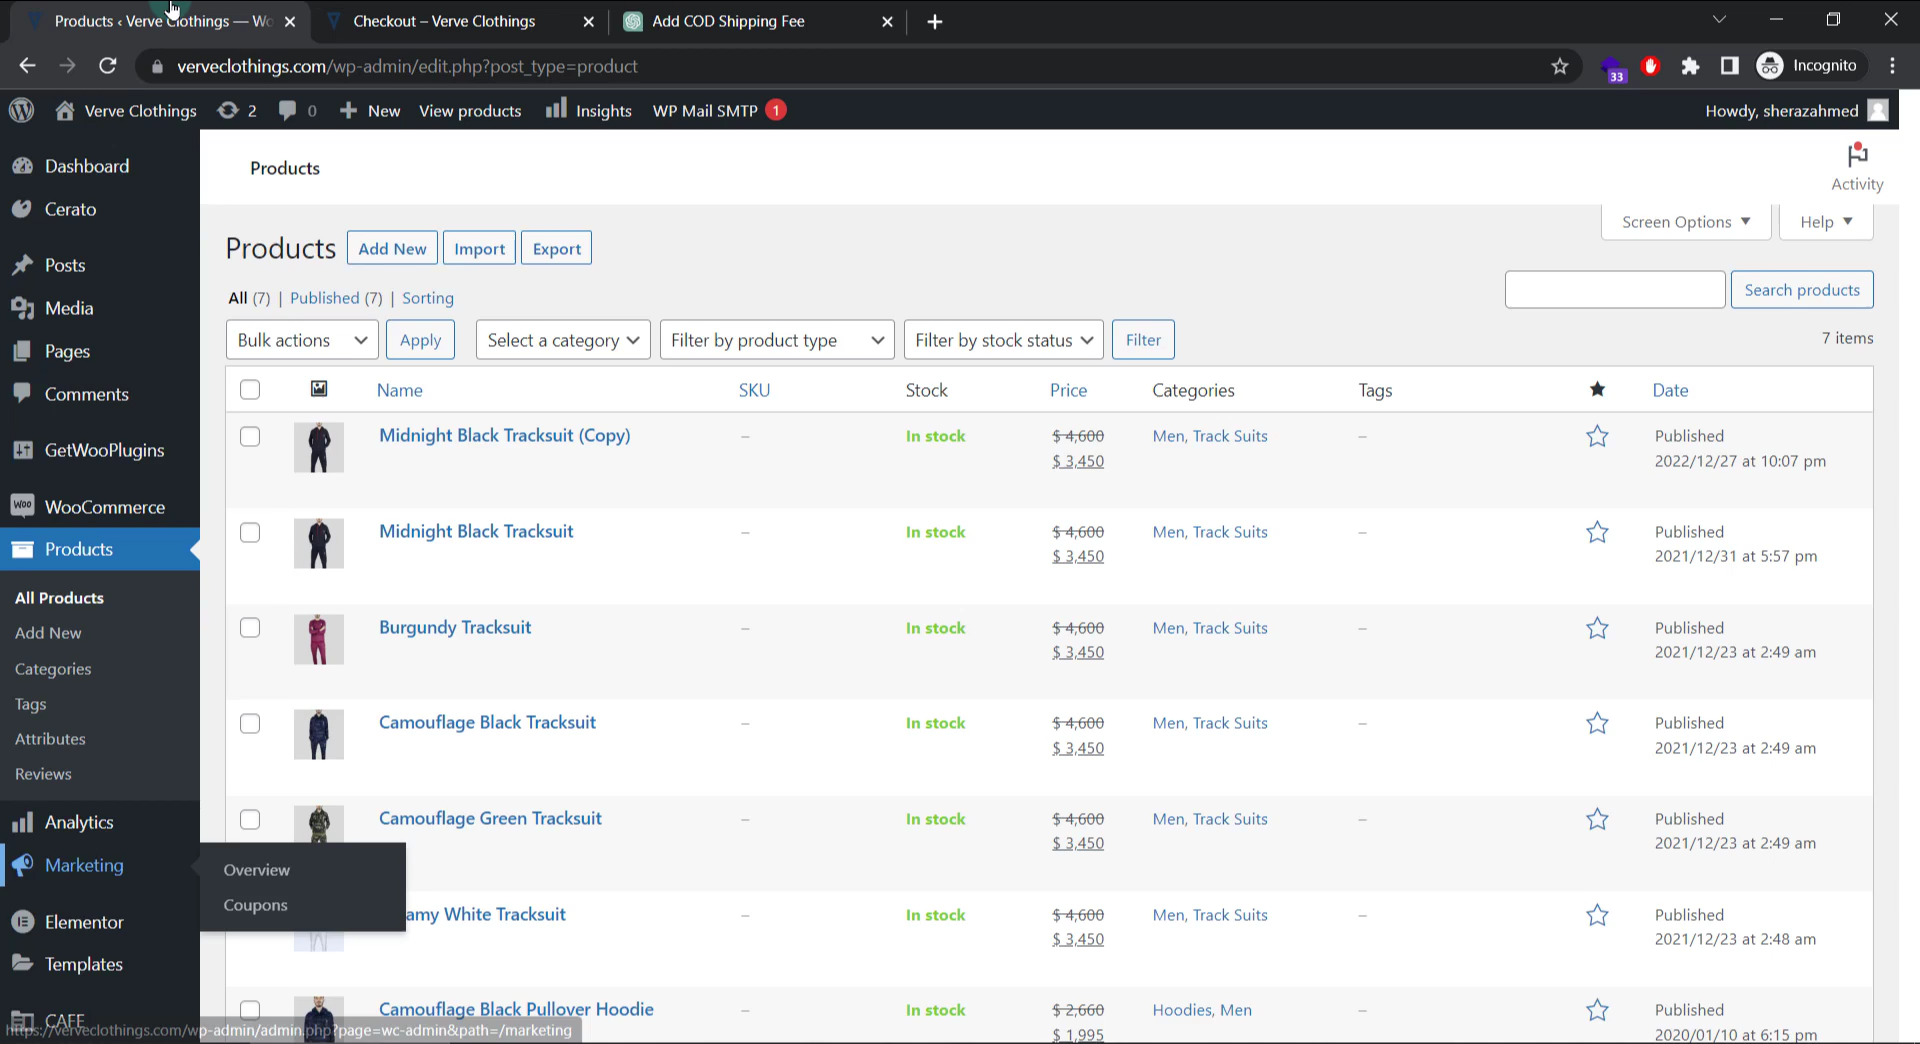 Products ‹ Verve Clothings — Wo
Checkout – Verve Clothings
Add COD Shipping Fee
verveclothings.com/wp-admin/edit.php?post_type=product
33
Incognito
Verve Clothings
2
0
New
View products
Insights
WP Mail SMTP
1
Howdy, sherazahmed
Dashboard
Cerato
Posts
Media
Pages
Comments
GetWooPlugins
WooCommerce
Products
All Products
Add New
Categories
Tags
Attributes
Reviews
Analytics
Marketing
Overview
Coupons
Elementor
Templates
CAFE
https://verveclothings.com/wp-admin/admin.php?page=wc-admin&path=/marketing
Products
Activity
Screen Options
Help
Products
Add New
Import
Export
All (7) | Published (7) | Sorting
Search products
Bulk actions
Apply
Select a category
Filter by product type
Filter by stock status
Filter
7 items
Name SKU Stock Price Categories Tags Date
Midnight Black Tracksuit (Copy) – In stock $ 4,600 Men, Track Suits – Published
$ 3,450 2022/12/27 at 10:07 pm
Midnight Black Tracksuit – In stock $ 4,600 Men, Track Suits – Published
$ 3,450 2021/12/31 at 5:57 pm
Burgundy Tracksuit – In stock $ 4,600 Men, Track Suits – Published
$ 3,450 2021/12/23 at 2:49 am
Camouflage Black Tracksuit – In stock $ 4,600 Men, Track Suits – Published
$ 3,450 2021/12/23 at 2:49 am
Camouflage Green Tracksuit – In stock $ 4,600 Men, Track Suits – Published
$ 3,450 2021/12/23 at 2:49 am
amy White Tracksuit – In stock $ 4,600 Men, Track Suits – Published
$ 3,450 2021/12/23 at 2:48 am
Camouflage Black Pullover Hoodie – In stock $ 2,660 Hoodies, Men – Published
$ 1,995 2020/01/10 at 6:15 pm